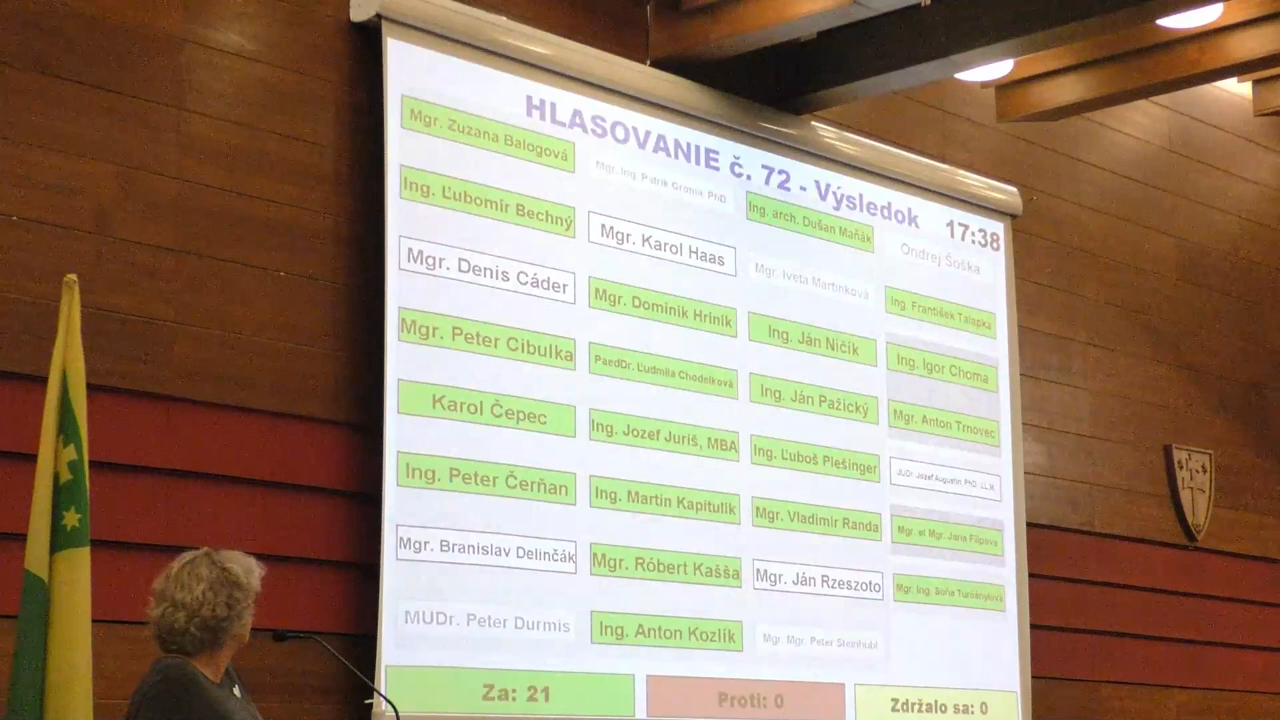 HLASOVANIE č. 72 - Výsledok 17:38
Mgr. Zuzana Balogová
Ing. Ľubomír Bechný
Mgr. Denis Cáder
Mgr. Peter Cibulka
Karol Čepec
Ing. Peter Čerňan
Mgr. Branislav Delinčák
MUDr. Peter Durmis
Mgr. Ing. Patrik Groma, PhD
Mgr. Karol Haas
Mgr. Dominik Hriník
PaedDr. Ľudmila Chodelková
Ing. Jozef Juriš, MBA
Ing. Martin Kapitulík
Mgr. Róbert Kašša
Ing. Anton Kozlík
Ing. arch. Dušan Maňák
Mgr. Iveta Martinková
Ing. Ján Ničík
Ing. Ján Pažický
Ing. Ľuboš Plešinger
Mgr. Vladimír Randa
Mgr. Ján Rzeszoto
Mgr. Mgr. Peter Steinhubl
Ondrej Šoška
Ing. František Talapka
Ing. Igor Choma
Mgr. Anton Trnovec
JUDr. Jozef Augustín, PhD. LL.M.
Mgr. et Mgr. Jana Filipová
Mgr. Ing. Soňa Turošňylová
Za: 21
Proti: 0
Zdržalo sa: 0